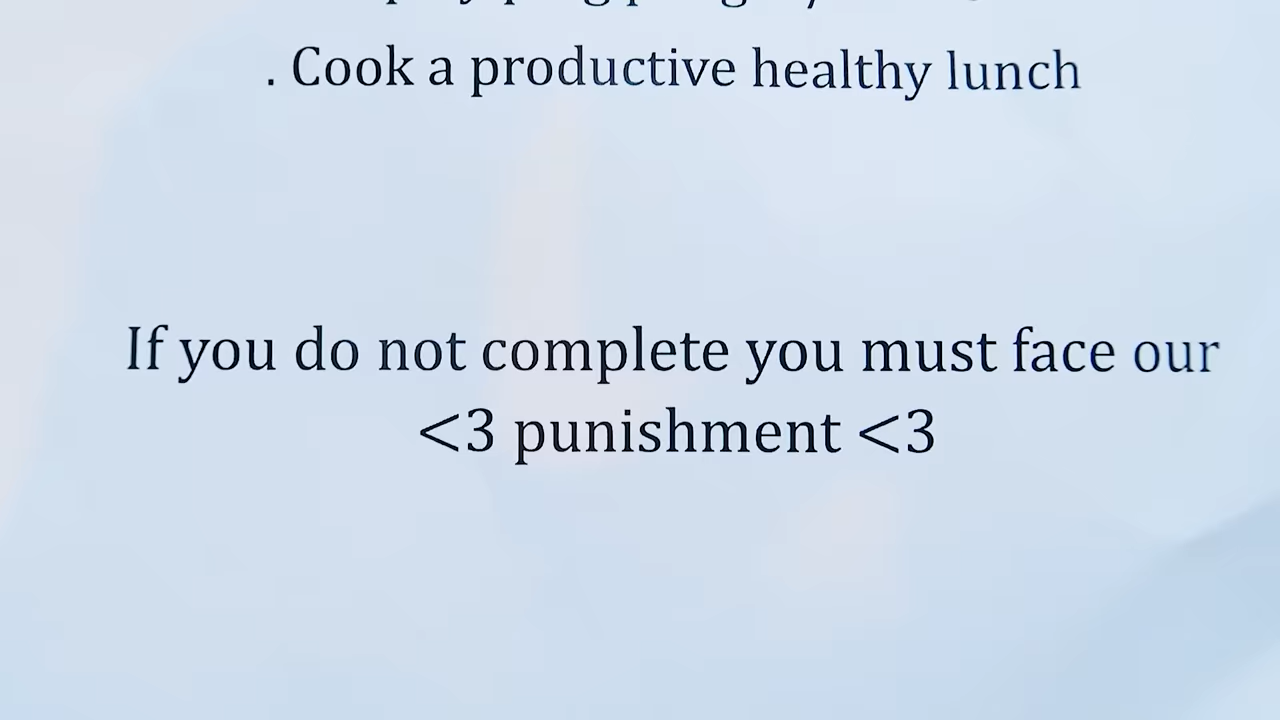 . Cook a productive healthy lunch
If you do not complete you must face our
<3 punishment <3